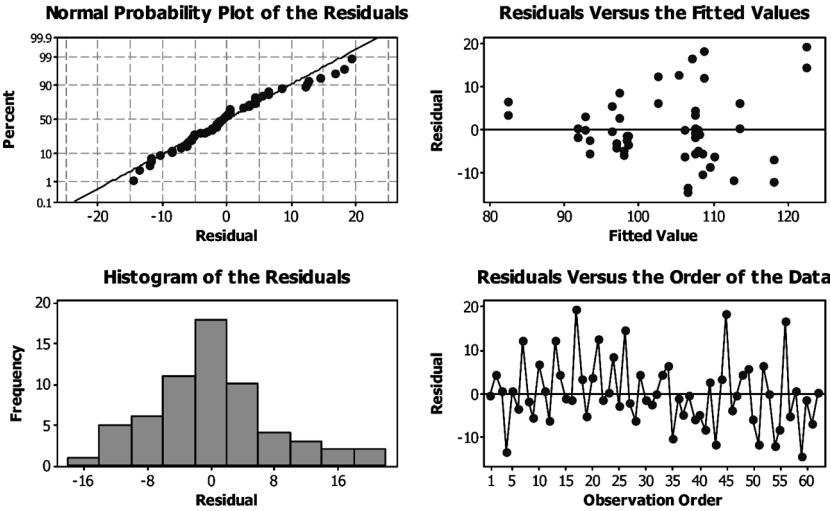 Normal Probability Plot of the Residuals
99.9
99
90
50
10
1
0.1
Percent
-20 -10 0 10 20
Residual
Residuals Versus the Fitted Values
20
10
0
-10
Residual
80 90 100 110 120
Fitted Value
Histogram of the Residuals
20
15
10
5
0
Frequency
-16 -8 0 8 16
Residual
Residuals Versus the Order of the Data
20
10
0
-10
Residual
1 5 10 15 20 25 30 35 40 45 50 55 60
Observation Order